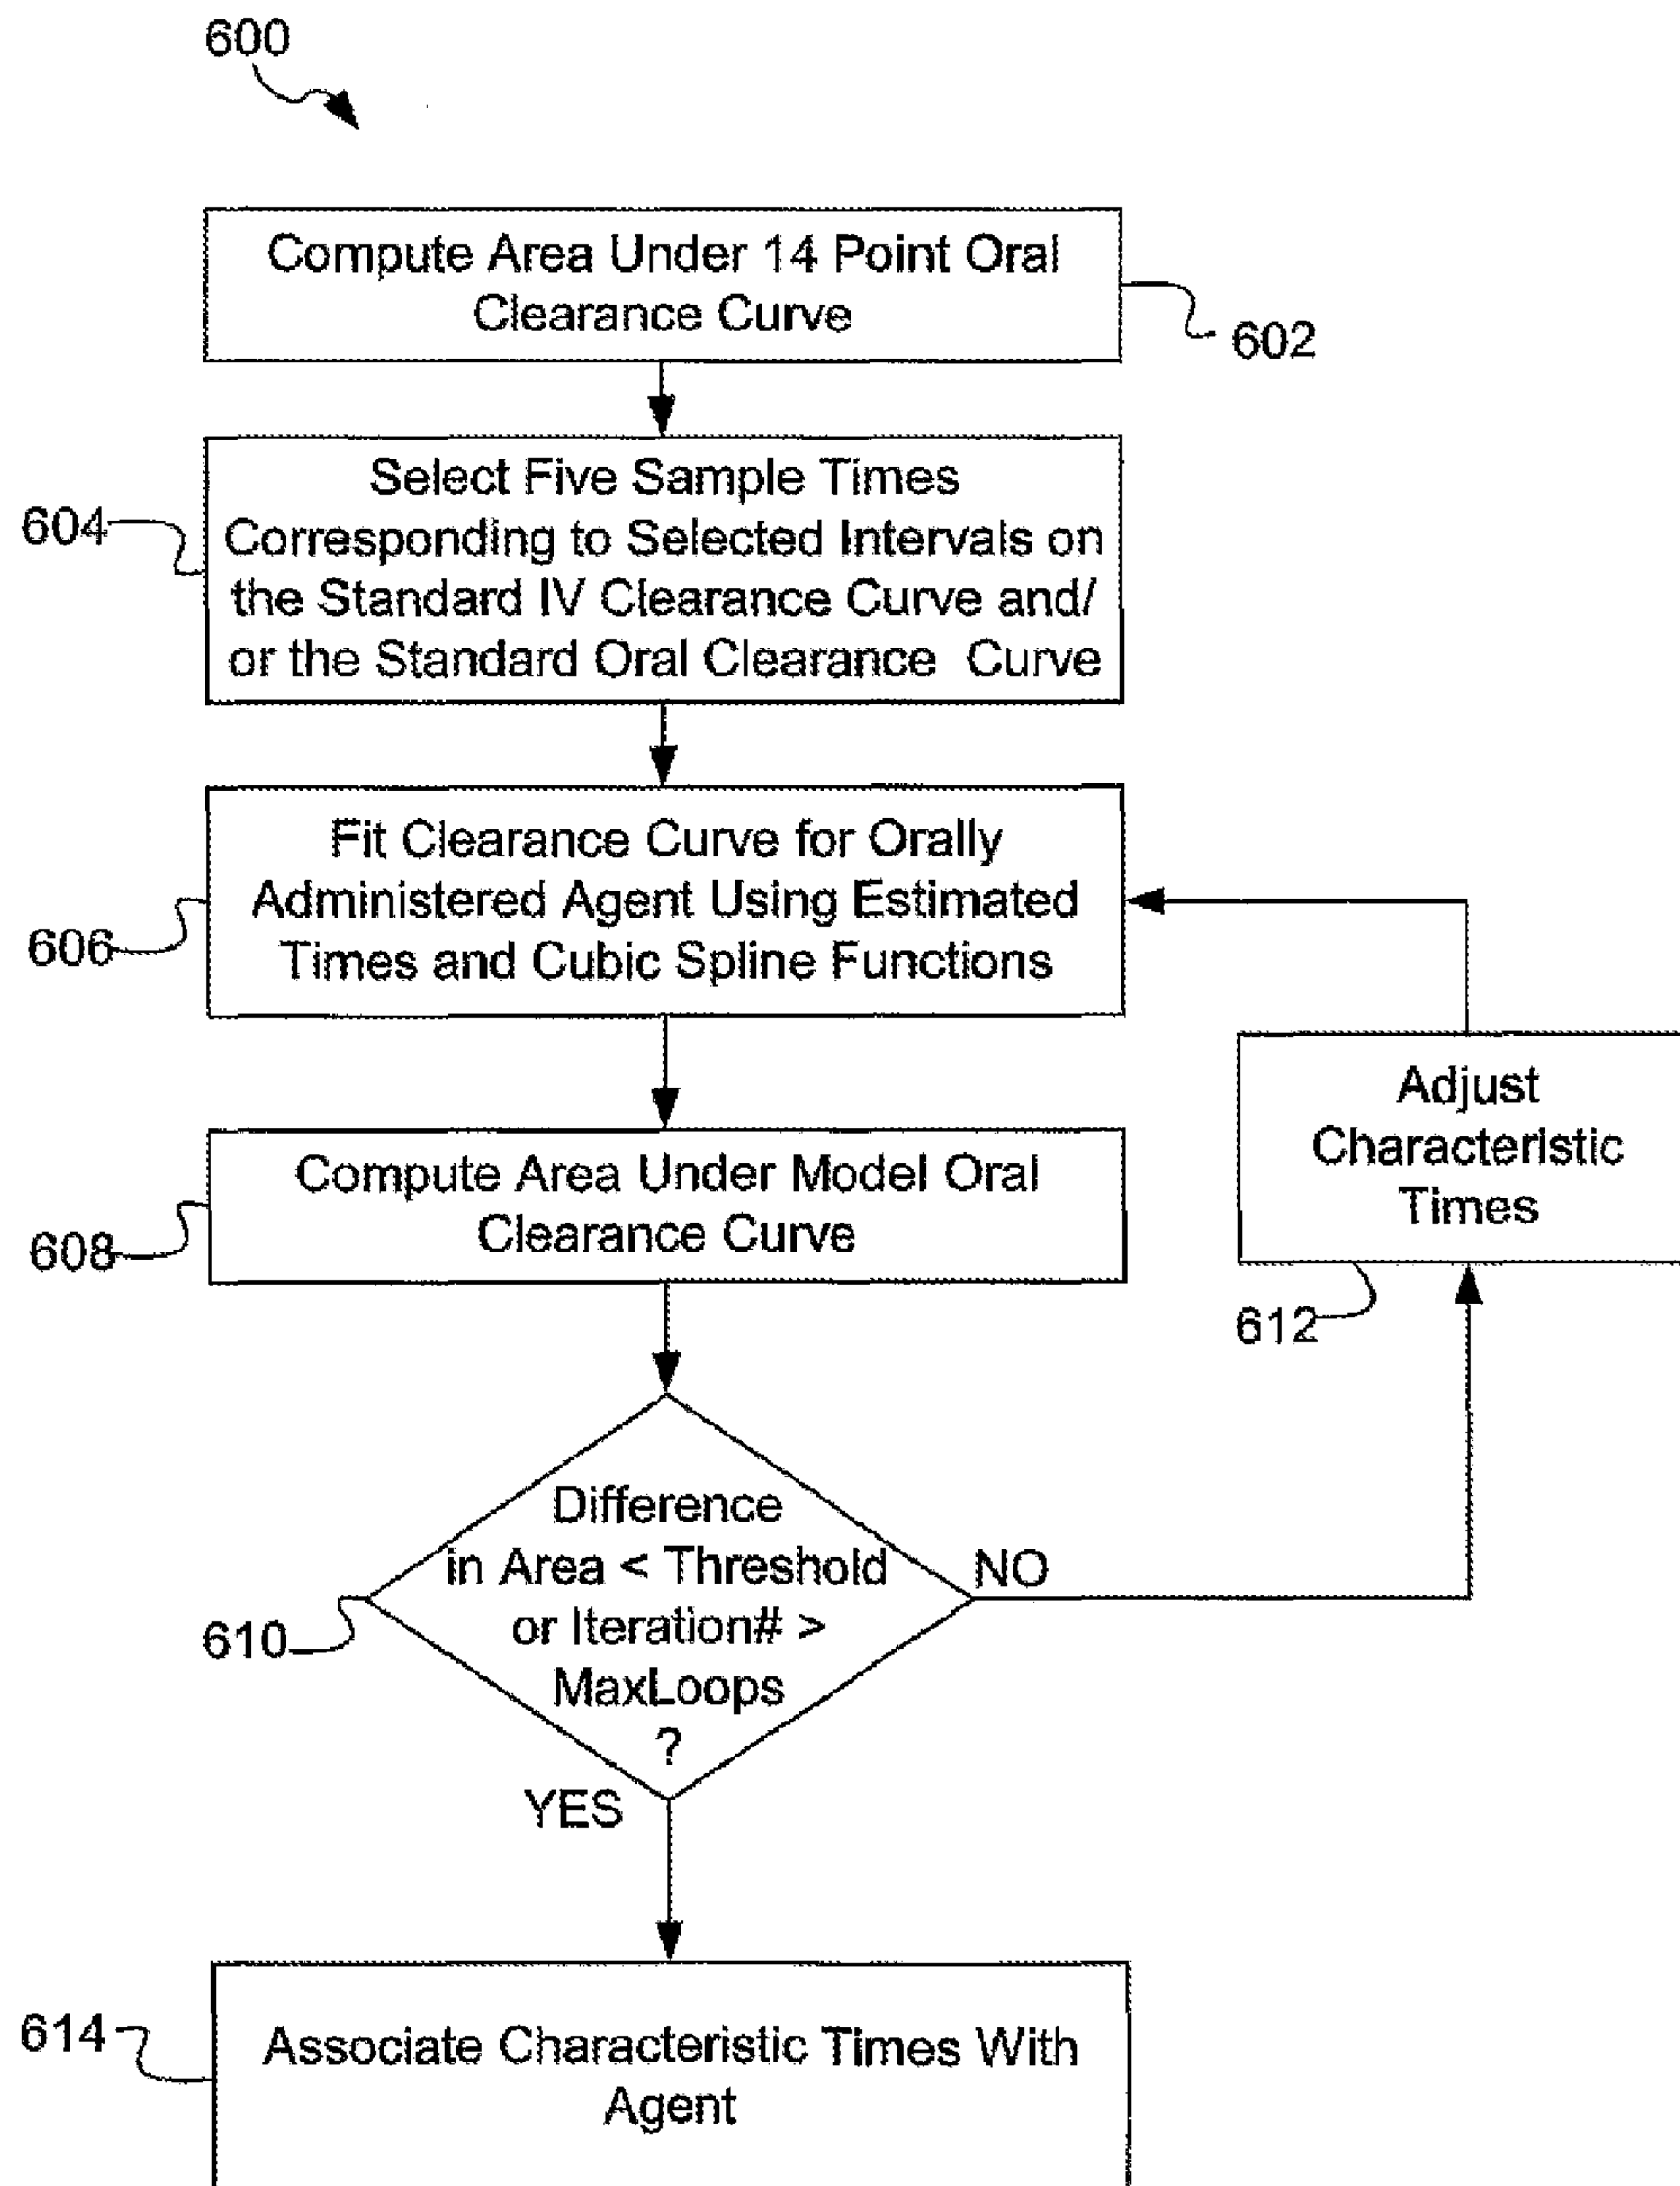 600
Compute Area Under 14 Point Oral
Clearance Curve
602
Select Five Sample Times
Corresponding to Selected Intervals on
the Standard IV Clearance Curve and/
or the Standard Oral Clearance Curve
604
Fit Clearance Curve for Orally
Administered Agent Using Estimated
Times and Cubic Spline Functions
606
Adjust
Characteristic
Times
612
Compute Area Under Model Oral
Clearance Curve
608
Difference
in Area < Threshold
or Iteration# >
MaxLoops
?
NO
610
YES
614
Associate Characteristic Times With
Agent